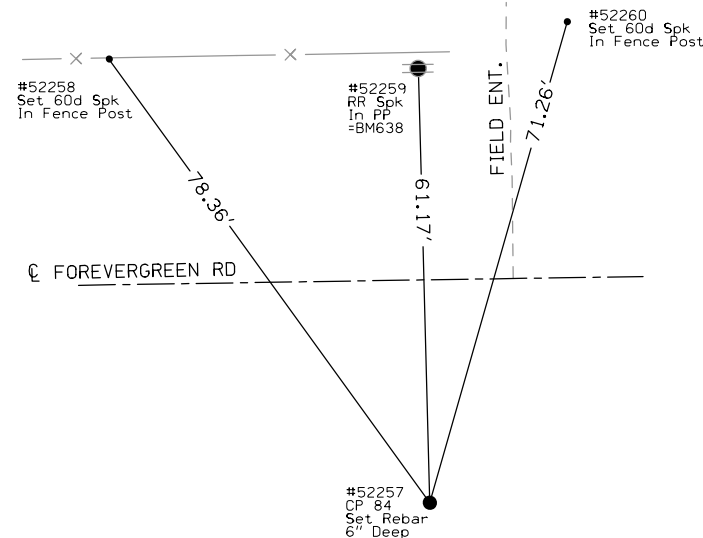 #52260
Set 60d Spk
In Fence Post
#52258
Set 60d Spk
In Fence Post
#52259
RR Spk
In PP
=BM638
FIELD ENT.
71.26'
78.36'
61.17'
℄ FOREVERGREEN RD
#52257
CP 84
Set Rebar
6" Deep